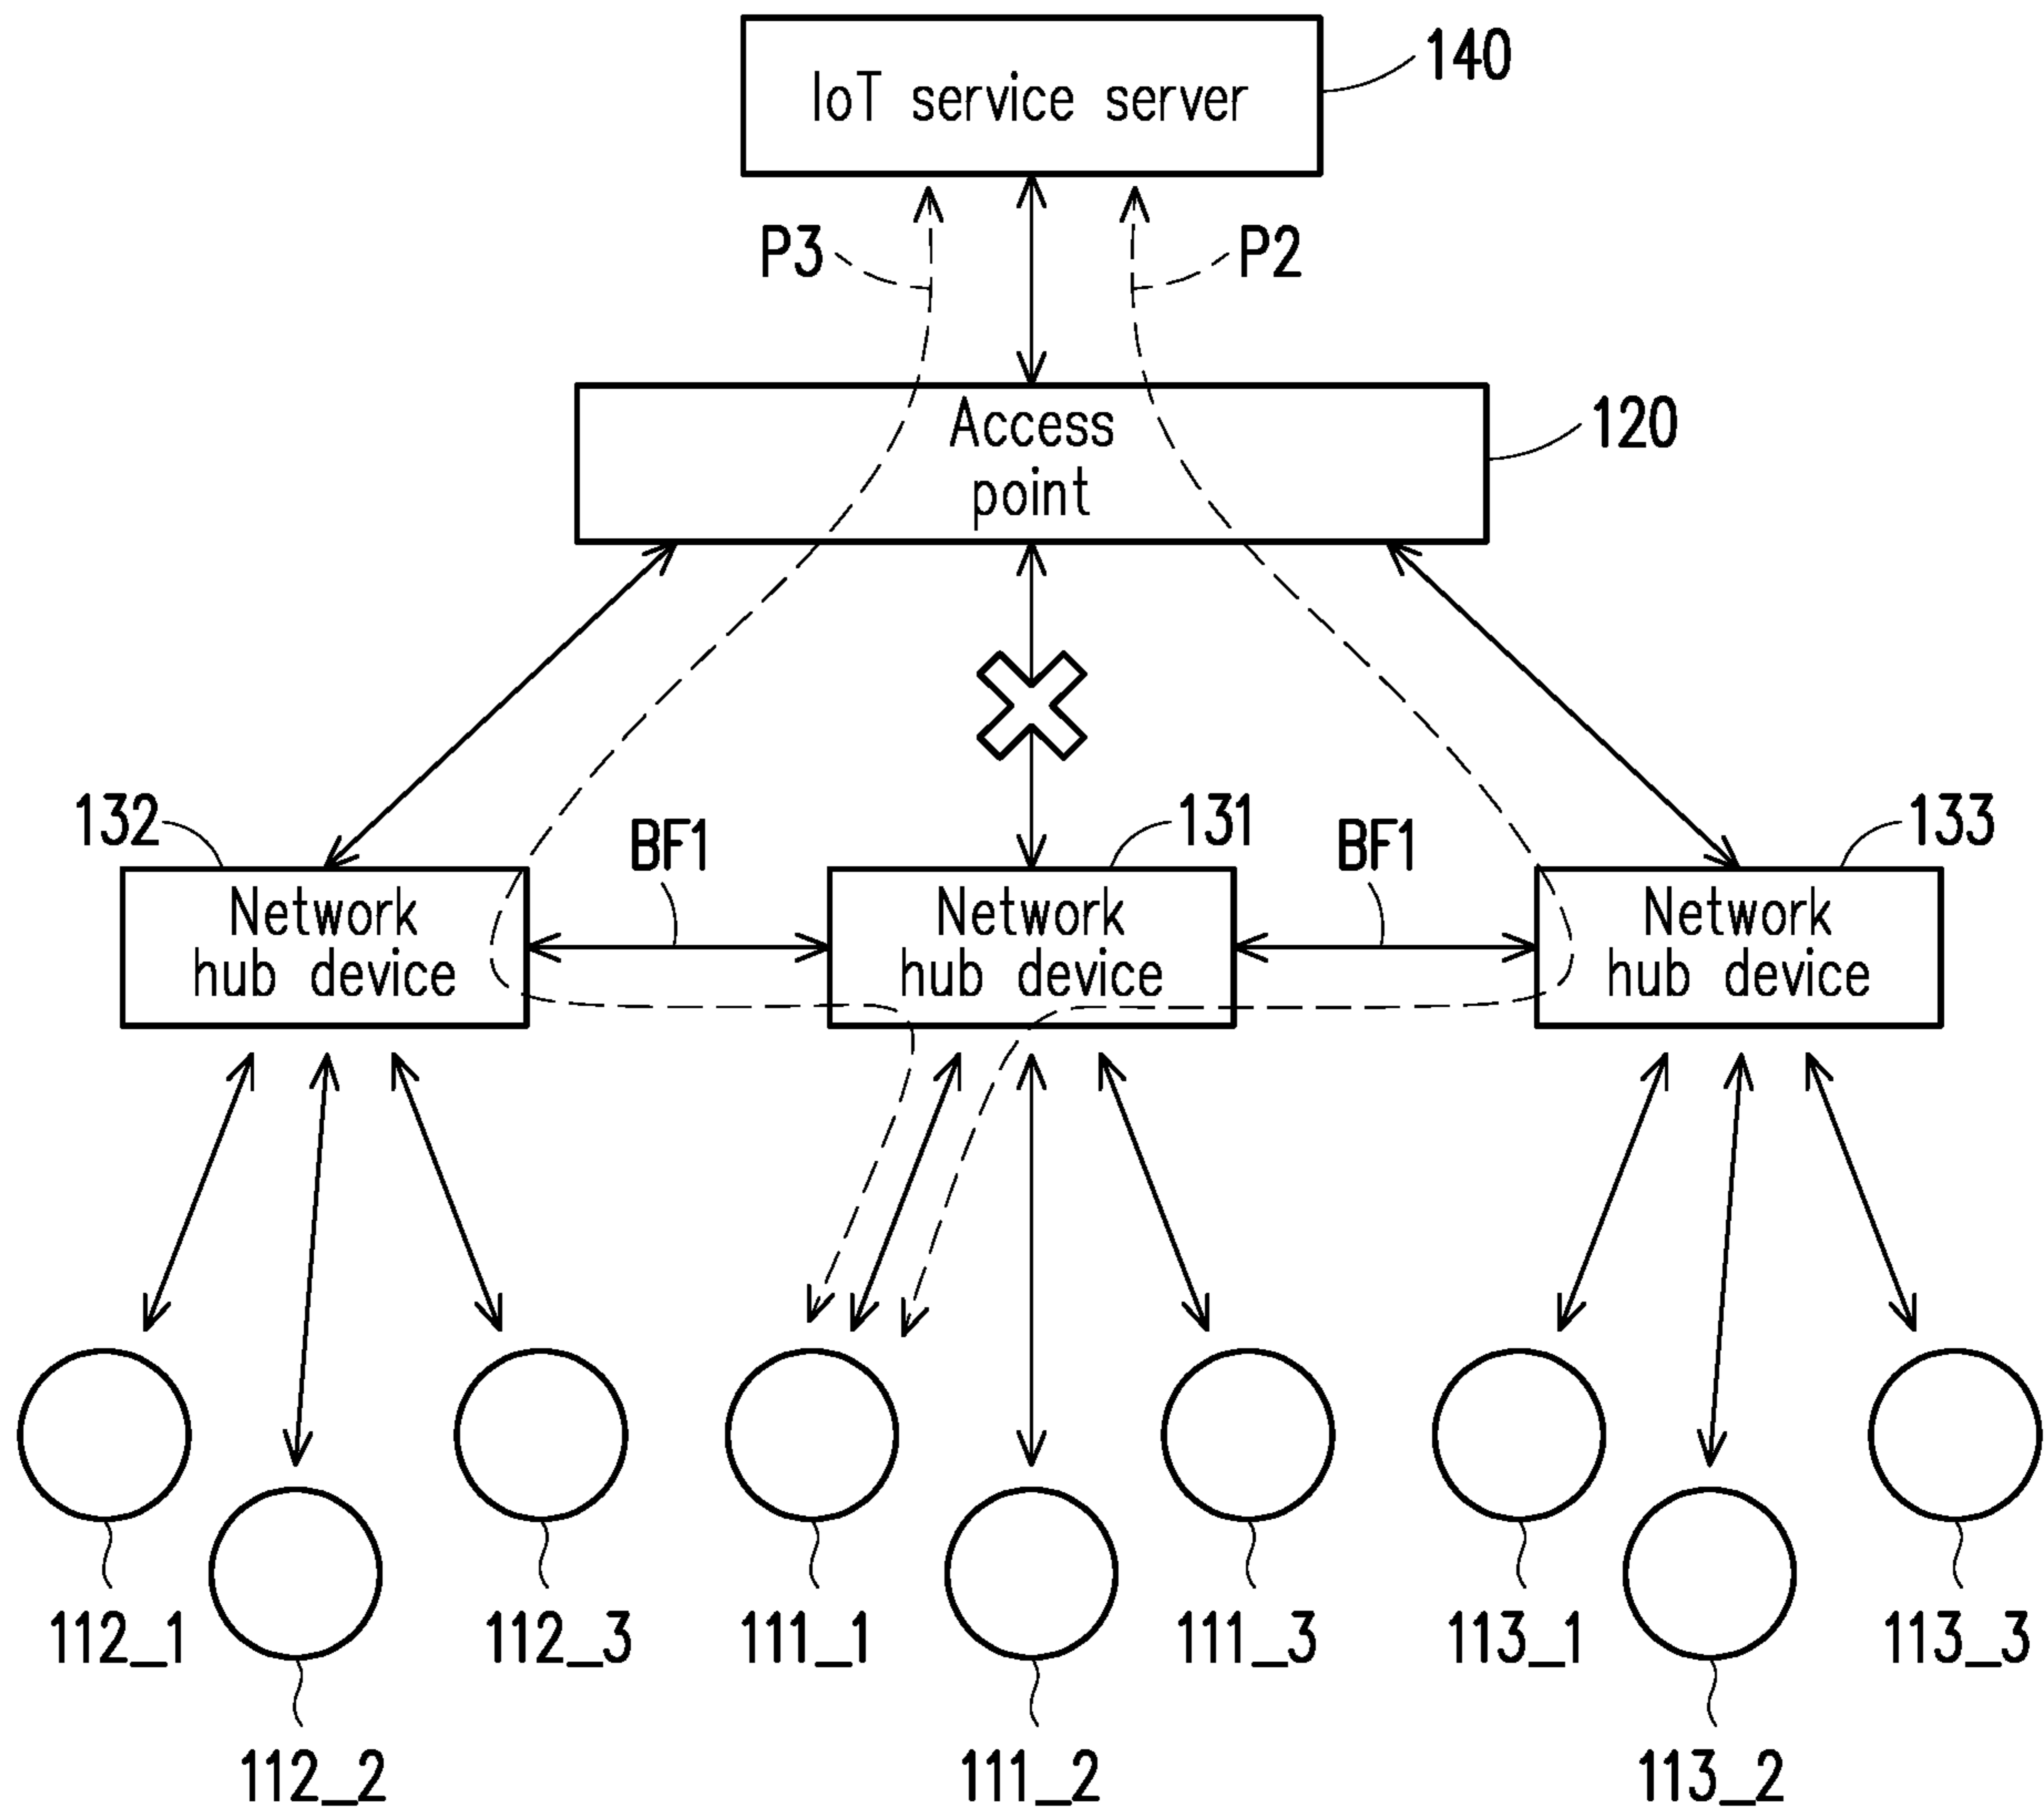 140
IoT service server
P3
P2
Access
point
120
132
BF1
131
BF1
133
Network
hub device
Network
hub device
Network
hub device
112_1
112_3
111_1
111_3
113_1
113_3
112_2
111_2
113_2